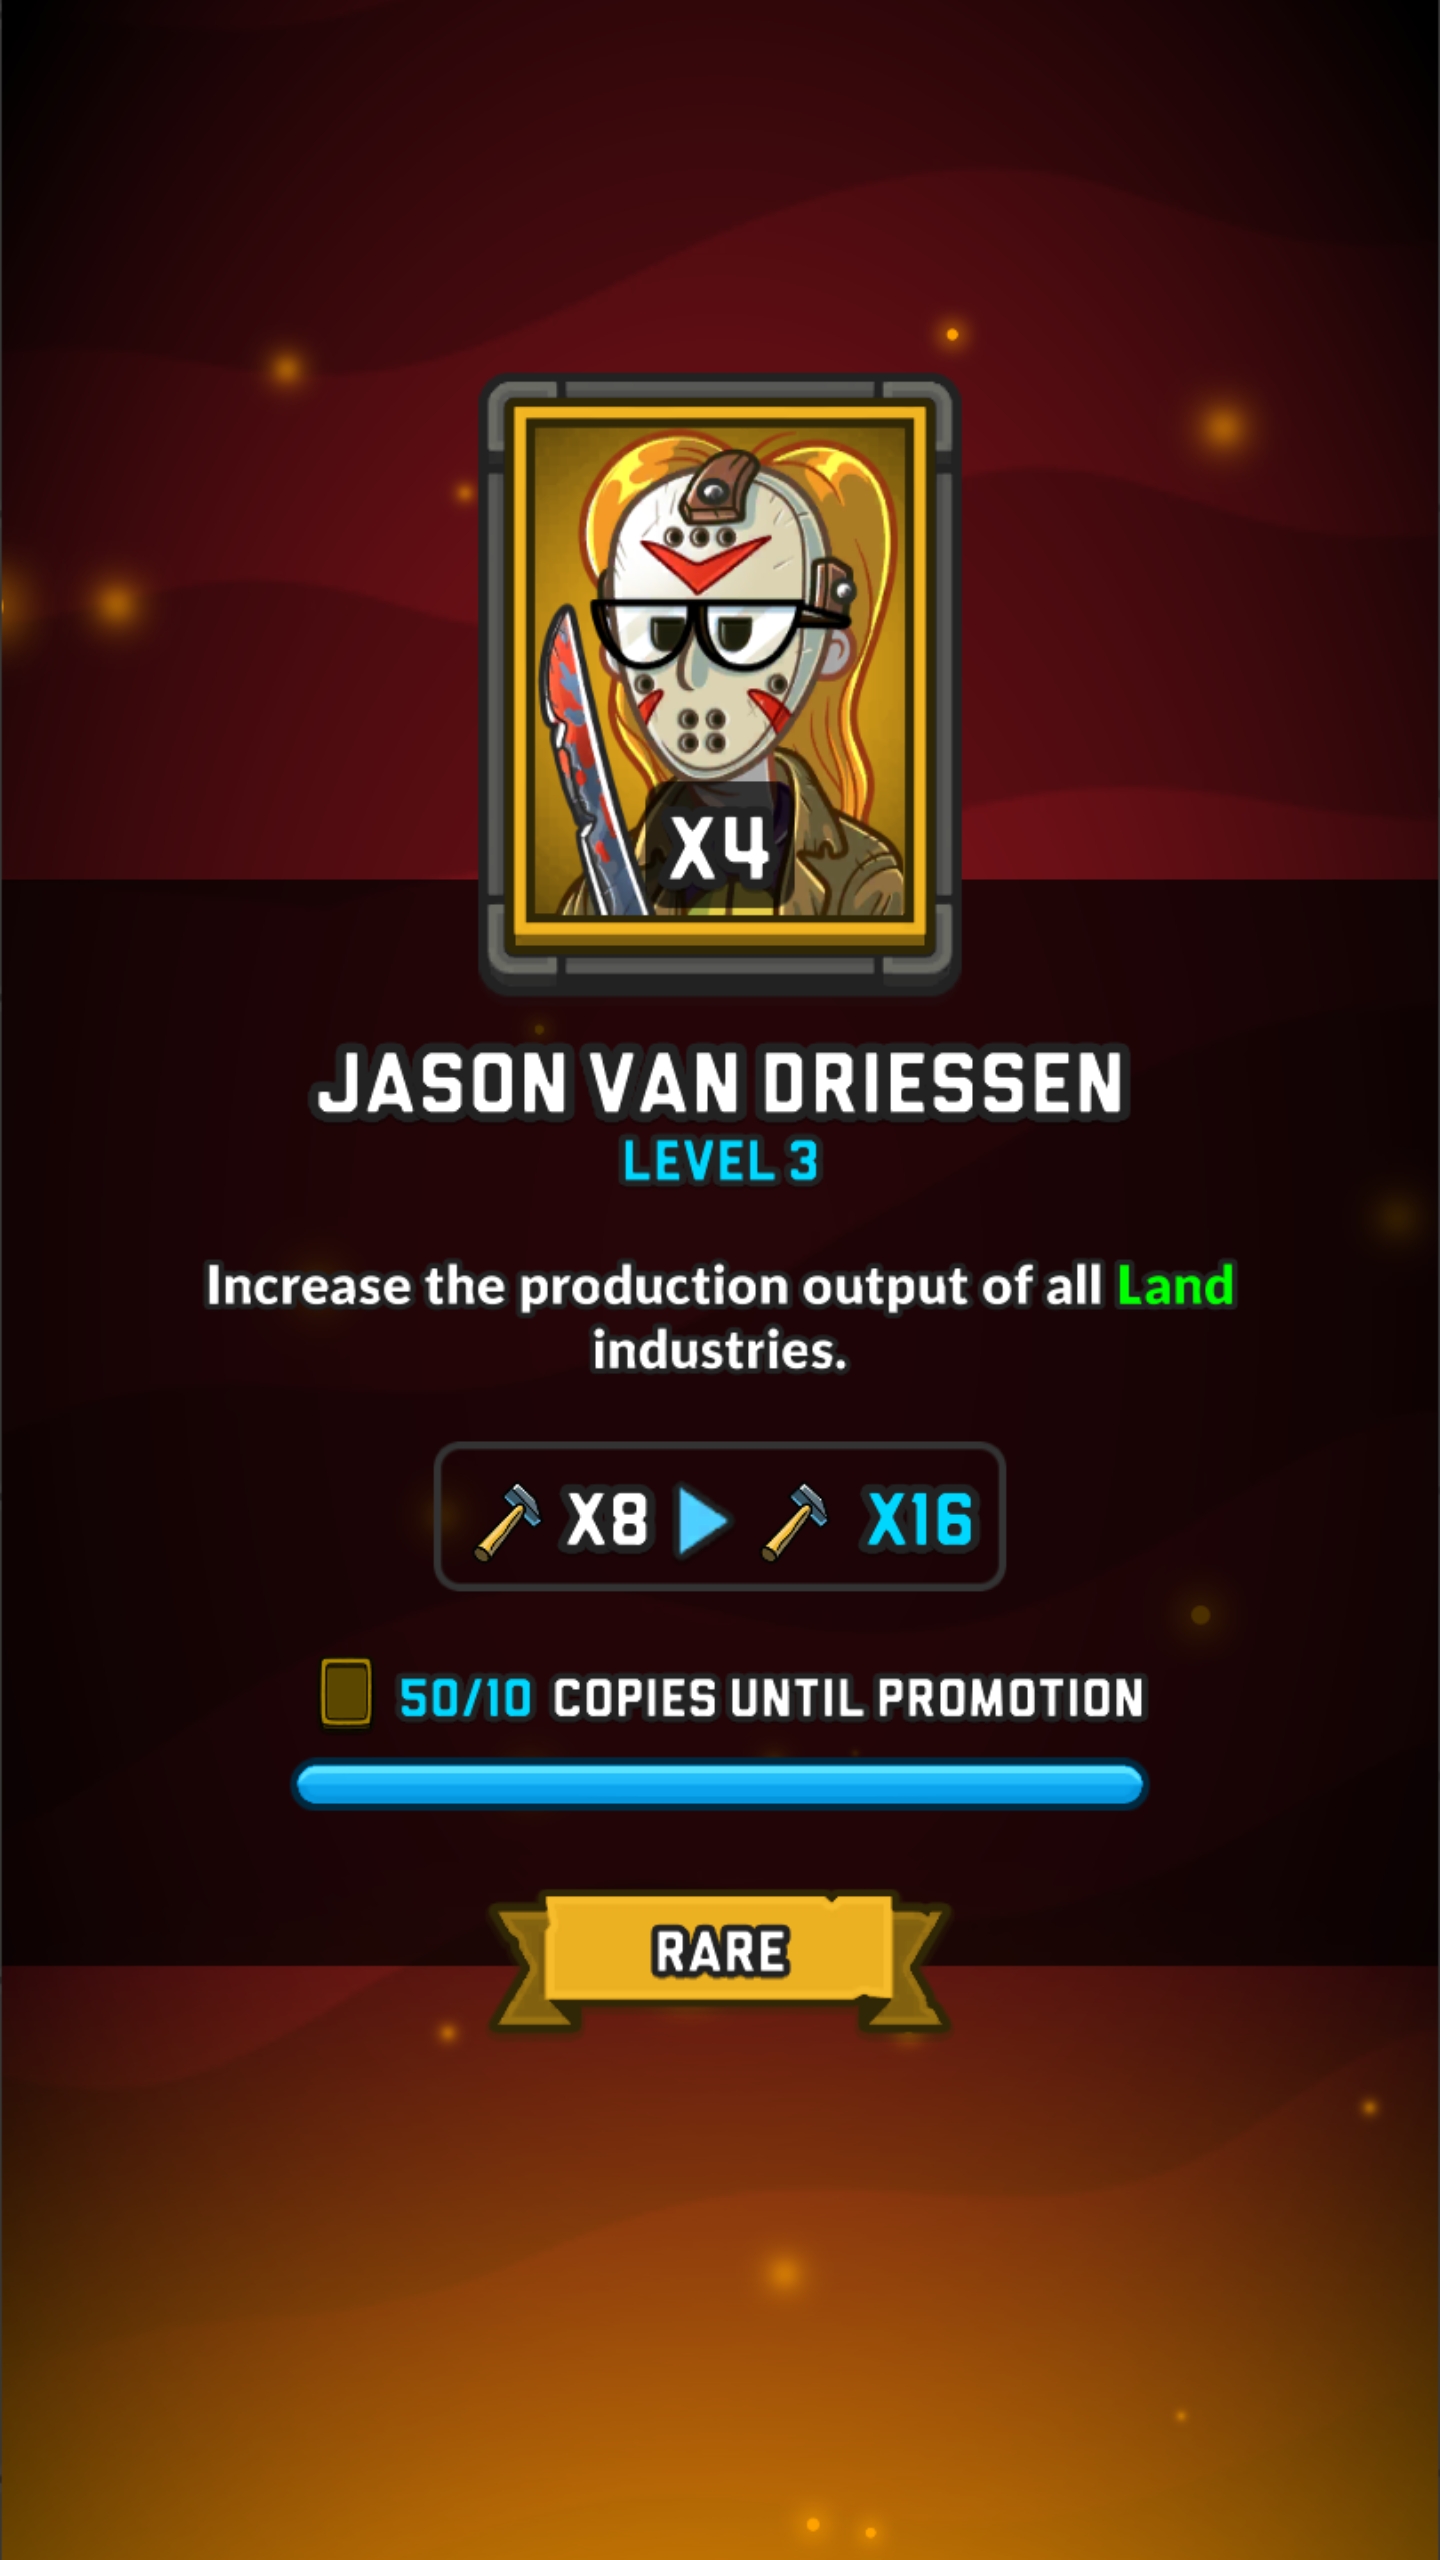 X4
JASON VAN DRIESSEN
LEVEL 3
Increase the production output of all Land
industries.
X8 X16
50/10 COPIES UNTIL PROMOTION
RARE